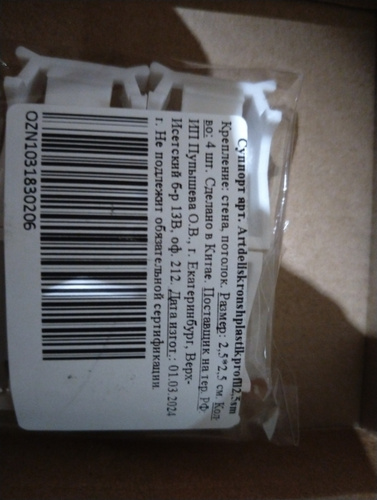 Суппорт арт. Artdeliskronshplastikprofil2,5sm
Крепление: стена, потолок. Размер: 2,5*2,5 см. Кол-
во: 4 шт. Сделано в Китае. Поставщик на тер. РФ
ИП Пупышева О.В., г. Екатеринбург, Верх-
Исетский б-р 13В, оф. 212. Дата изгот.: 01.03.2024
г. Не подлежит обязательной сертификации.
OZN1031830206